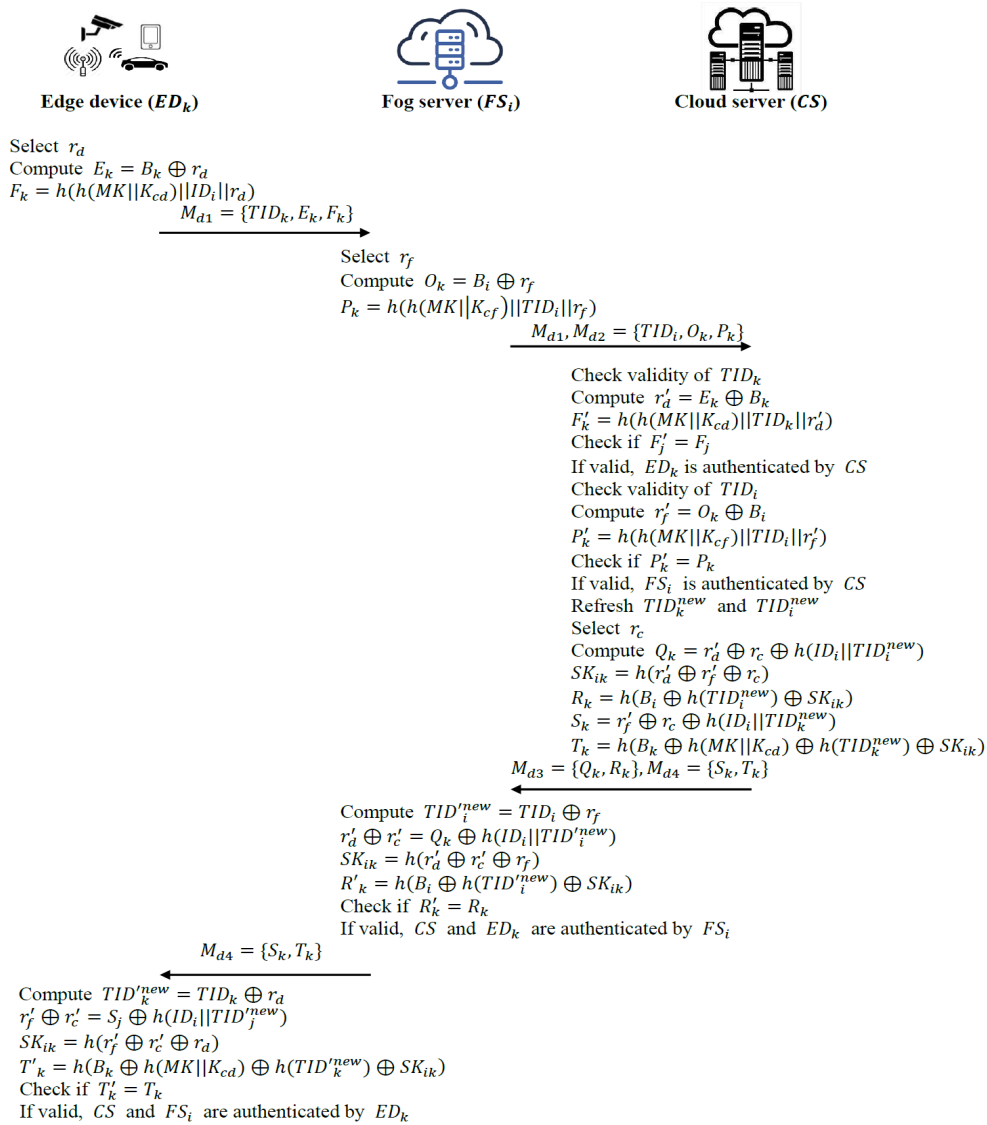 Edge device (𝑬𝑫ₖ)
Fog server (𝑭𝑺ᵢ)
Cloud server (𝑪𝑺)
Select r_d
Compute E_k = B_k ⊕ r_d
F_k = h(h(MK||K_cd)||ID_i||r_d)
M_d1 = {TID_k, E_k, F_k}
Select r_f
Compute O_k = B_i ⊕ r_f
P_k = h(h(MK||K_cf)||TID_i||r_f)
M_d1, M_d2 = {TID_i, O_k, P_k}
Check validity of TID_k
Compute r'_d = E_k ⊕ B_k
F'_k = h(h(MK||K_cd)||TID_k||r'_d)
Check if F'_j = F_j
If valid, ED_k is authenticated by CS
Check validity of TID_i
Compute r'_f = O_k ⊕ B_i
P'_k = h(h(MK||K_cf)||TID_i||r'_f)
Check if P'_k = P_k
If valid, FS_i is authenticated by CS
Refresh TID_k^new and TID_i^new
Select r_c
Compute Q_k = r'_d ⊕ r_c ⊕ h(ID_i||TID_i^new)
SK_ik = h(r'_d ⊕ r'_f ⊕ r_c)
R_k = h(B_i ⊕ h(TID_i^new) ⊕ SK_ik)
S_k = r'_f ⊕ r_c ⊕ h(ID_i||TID_k^new)
T_k = h(B_k ⊕ h(MK||K_cd) ⊕ h(TID_k^new) ⊕ SK_ik)
M_d3 = {Q_k, R_k}, M_d4 = {S_k, T_k}
Compute TID'_i^new = TID_i ⊕ r_f
r'_d ⊕ r'_c = Q_k ⊕ h(ID_i||TID'_i^new)
SK_ik = h(r'_d ⊕ r'_c ⊕ r_f)
R'_k = h(B_i ⊕ h(TID'_i^new) ⊕ SK_ik)
Check if R'_k = R_k
If valid, CS and ED_k are authenticated by FS_i
M_d4 = {S_k, T_k}
Compute TID'_k^new = TID_k ⊕ r_d
r'_f ⊕ r'_c = S_j ⊕ h(ID_i||TID'_j^new)
SK_ik = h(r'_f ⊕ r'_c ⊕ r_d)
T'_k = h(B_k ⊕ h(MK||K_cd) ⊕ h(TID'_k^new) ⊕ SK_ik)
Check if T'_k = T_k
If valid, CS and FS_i are authenticated by ED_k